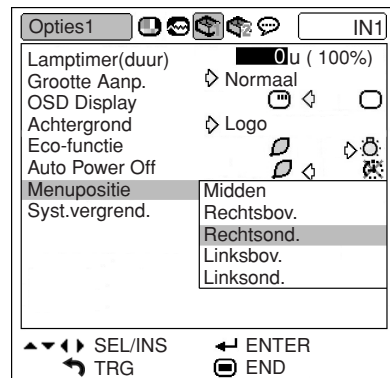 Opties1 IN1
Lamptimer(duur) 0 u ( 100%)
Grootte Aanp. Normaal
OSD Display
Achtergrond Logo
Eco-functie
Auto Power Off
Menupositie Midden
Syst.vergrend. Rechtsbov.
Rechtsond.
Linksbov.
Linksond.
SEL/INS ENTER
TRG END